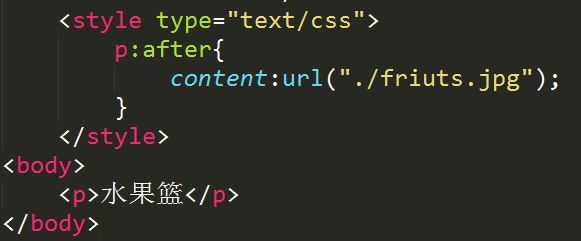 <style type="text/css">
p:after{
content:url("./friuts.jpg");
}
</style>
<body>
<p>水果篮</p>
</body>